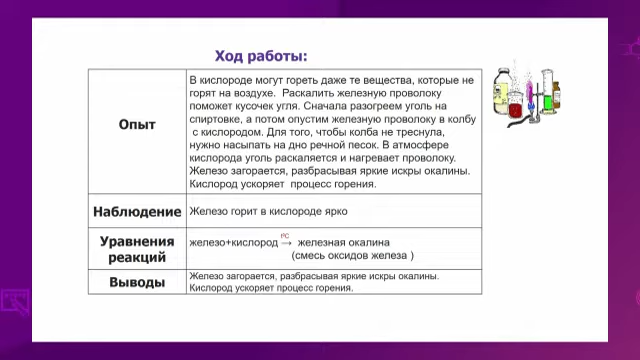 Ход работы:
Опыт
В кислороде могут гореть даже те вещества, которые не
горят на воздухе. Раскалить железную проволоку
поможет кусочек угля. Сначала разогреем уголь на
спиртовке, а потом опустим железную проволоку в колбу
с кислородом. Для того, чтобы колба не треснула,
нужно насыпать на дно речной песок. В атмосфере
кислорода уголь раскаляется и нагревает проволоку.
Железо загорается, разбрасывая яркие искры окалины.
Кислород ускоряет процесс горения.
Наблюдение
Железо горит в кислороде ярко
Уравнения
реакций
железо+кислород t⁰C → железная окалина
(смесь оксидов железа )
Выводы
Железо загорается, разбрасывая яркие искры окалины.
Кислород ускоряет процесс горения.